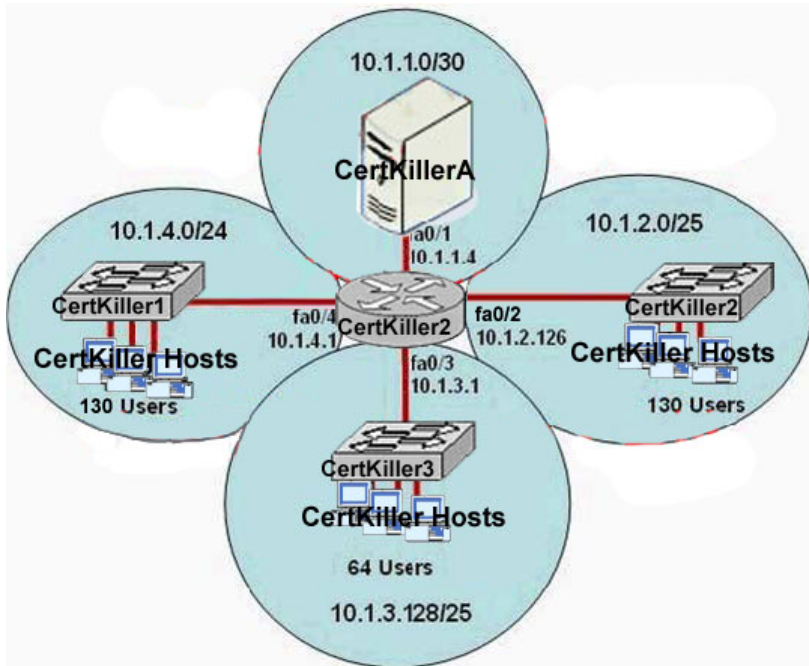 10.1.1.0/30
CertKillerA
fa0/1
10.1.1.4
10.1.4.0/24
CertKiller1
CertKiller Hosts
130 Users
fa0/4
10.1.4.1
CertKiller2
fa0/2
10.1.2.126
10.1.2.0/25
CertKiller2
CertKiller Hosts
130 Users
fa0/3
10.1.3.1
CertKiller3
CertKiller Hosts
64 Users
10.1.3.128/25